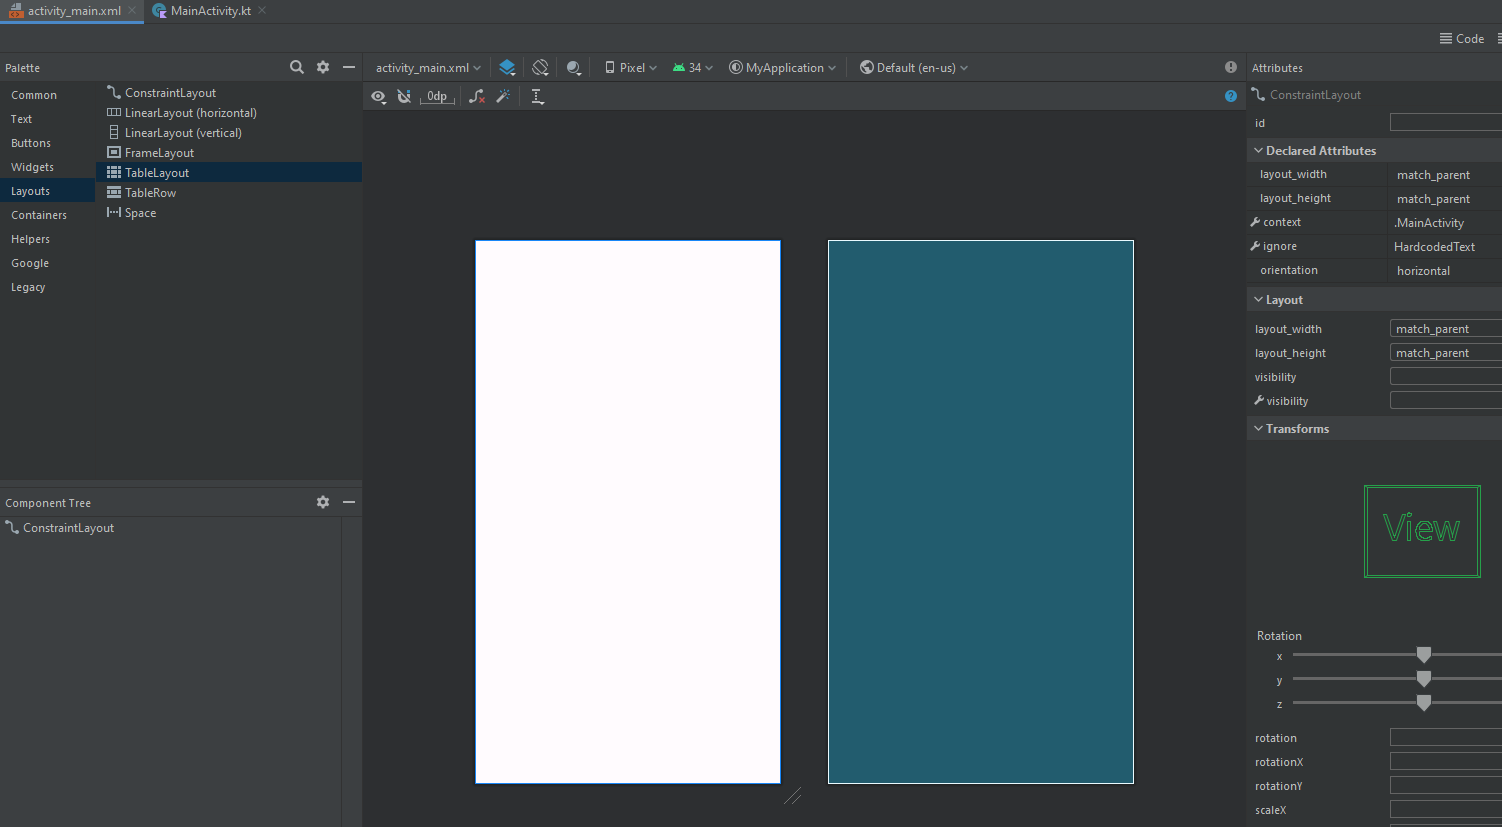 activity_main.xml
MainActivity.kt
Code
Palette
Common
Text
Buttons
Widgets
Layouts
Containers
Helpers
Google
Legacy
ConstraintLayout
LinearLayout (horizontal)
LinearLayout (vertical)
FrameLayout
TableLayout
TableRow
Space
Component Tree
ConstraintLayout
activity_main.xml
Pixel
34
MyApplication
Default (en-us)
0dp
Attributes
ConstraintLayout
id
Declared Attributes
layout_width match_parent
layout_height match_parent
context .MainActivity
ignore HardcodedText
orientation horizontal
Layout
layout_width match_parent
layout_height match_parent
visibility
visibility
Transforms
View
Rotation
x
y
z
rotation
rotationX
rotationY
scaleX